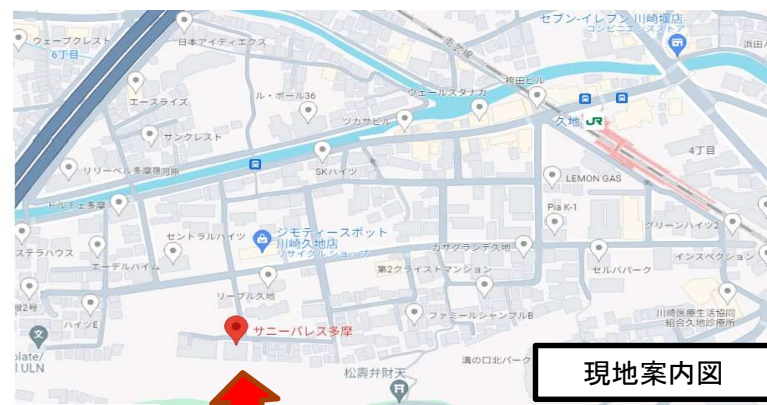 セブン-イレブン 川崎堰店
コンビニエンスストア
ウェーブクレスト
6丁目
日本アイディエクス
南武線
浜田ハ
袴田ビル
エースライズ
ル・ボール36
ウェールスタナカ
ツカサビル
久地
JR
サンクレスト
4丁目
リリーベル多摩宿河原
SKハイツ
LEMON GAS
ドルチェ多摩
Pia K-1
グリーンハイツ2
セントラルハイツ
ジモティースポット
川崎久地店
リサイクルショップ
カサグランデ久地
ステラハウス
エーデルハイム
第2クライストマンション
セルバパーク
インスペクション
リーブル久地
樹2号
ハイツE
ファミールシャンブルB
川崎医療生活協同
組合久地診療所
サニーパレス多摩
plate/
I ULN
松壽弁財天
溝の口北パーク
現地案内図